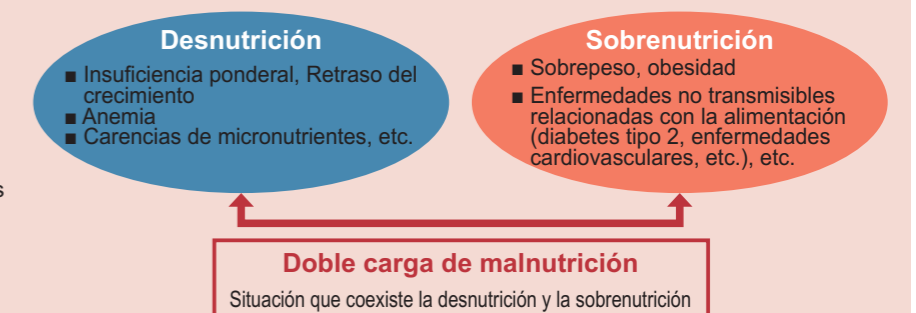 Desnutrición
■ Insuficiencia ponderal, Retraso del
crecimiento
■ Anemia
■ Carencias de micronutrientes, etc.
Sobrenutrición
■ Sobrepeso, obesidad
■ Enfermedades no transmisibles
relacionadas con la alimentación
(diabetes tipo 2, enfermedades
cardiovasculares, etc.), etc.
s
Doble carga de malnutrición
Situación que coexiste la desnutrición y la sobrenutrición